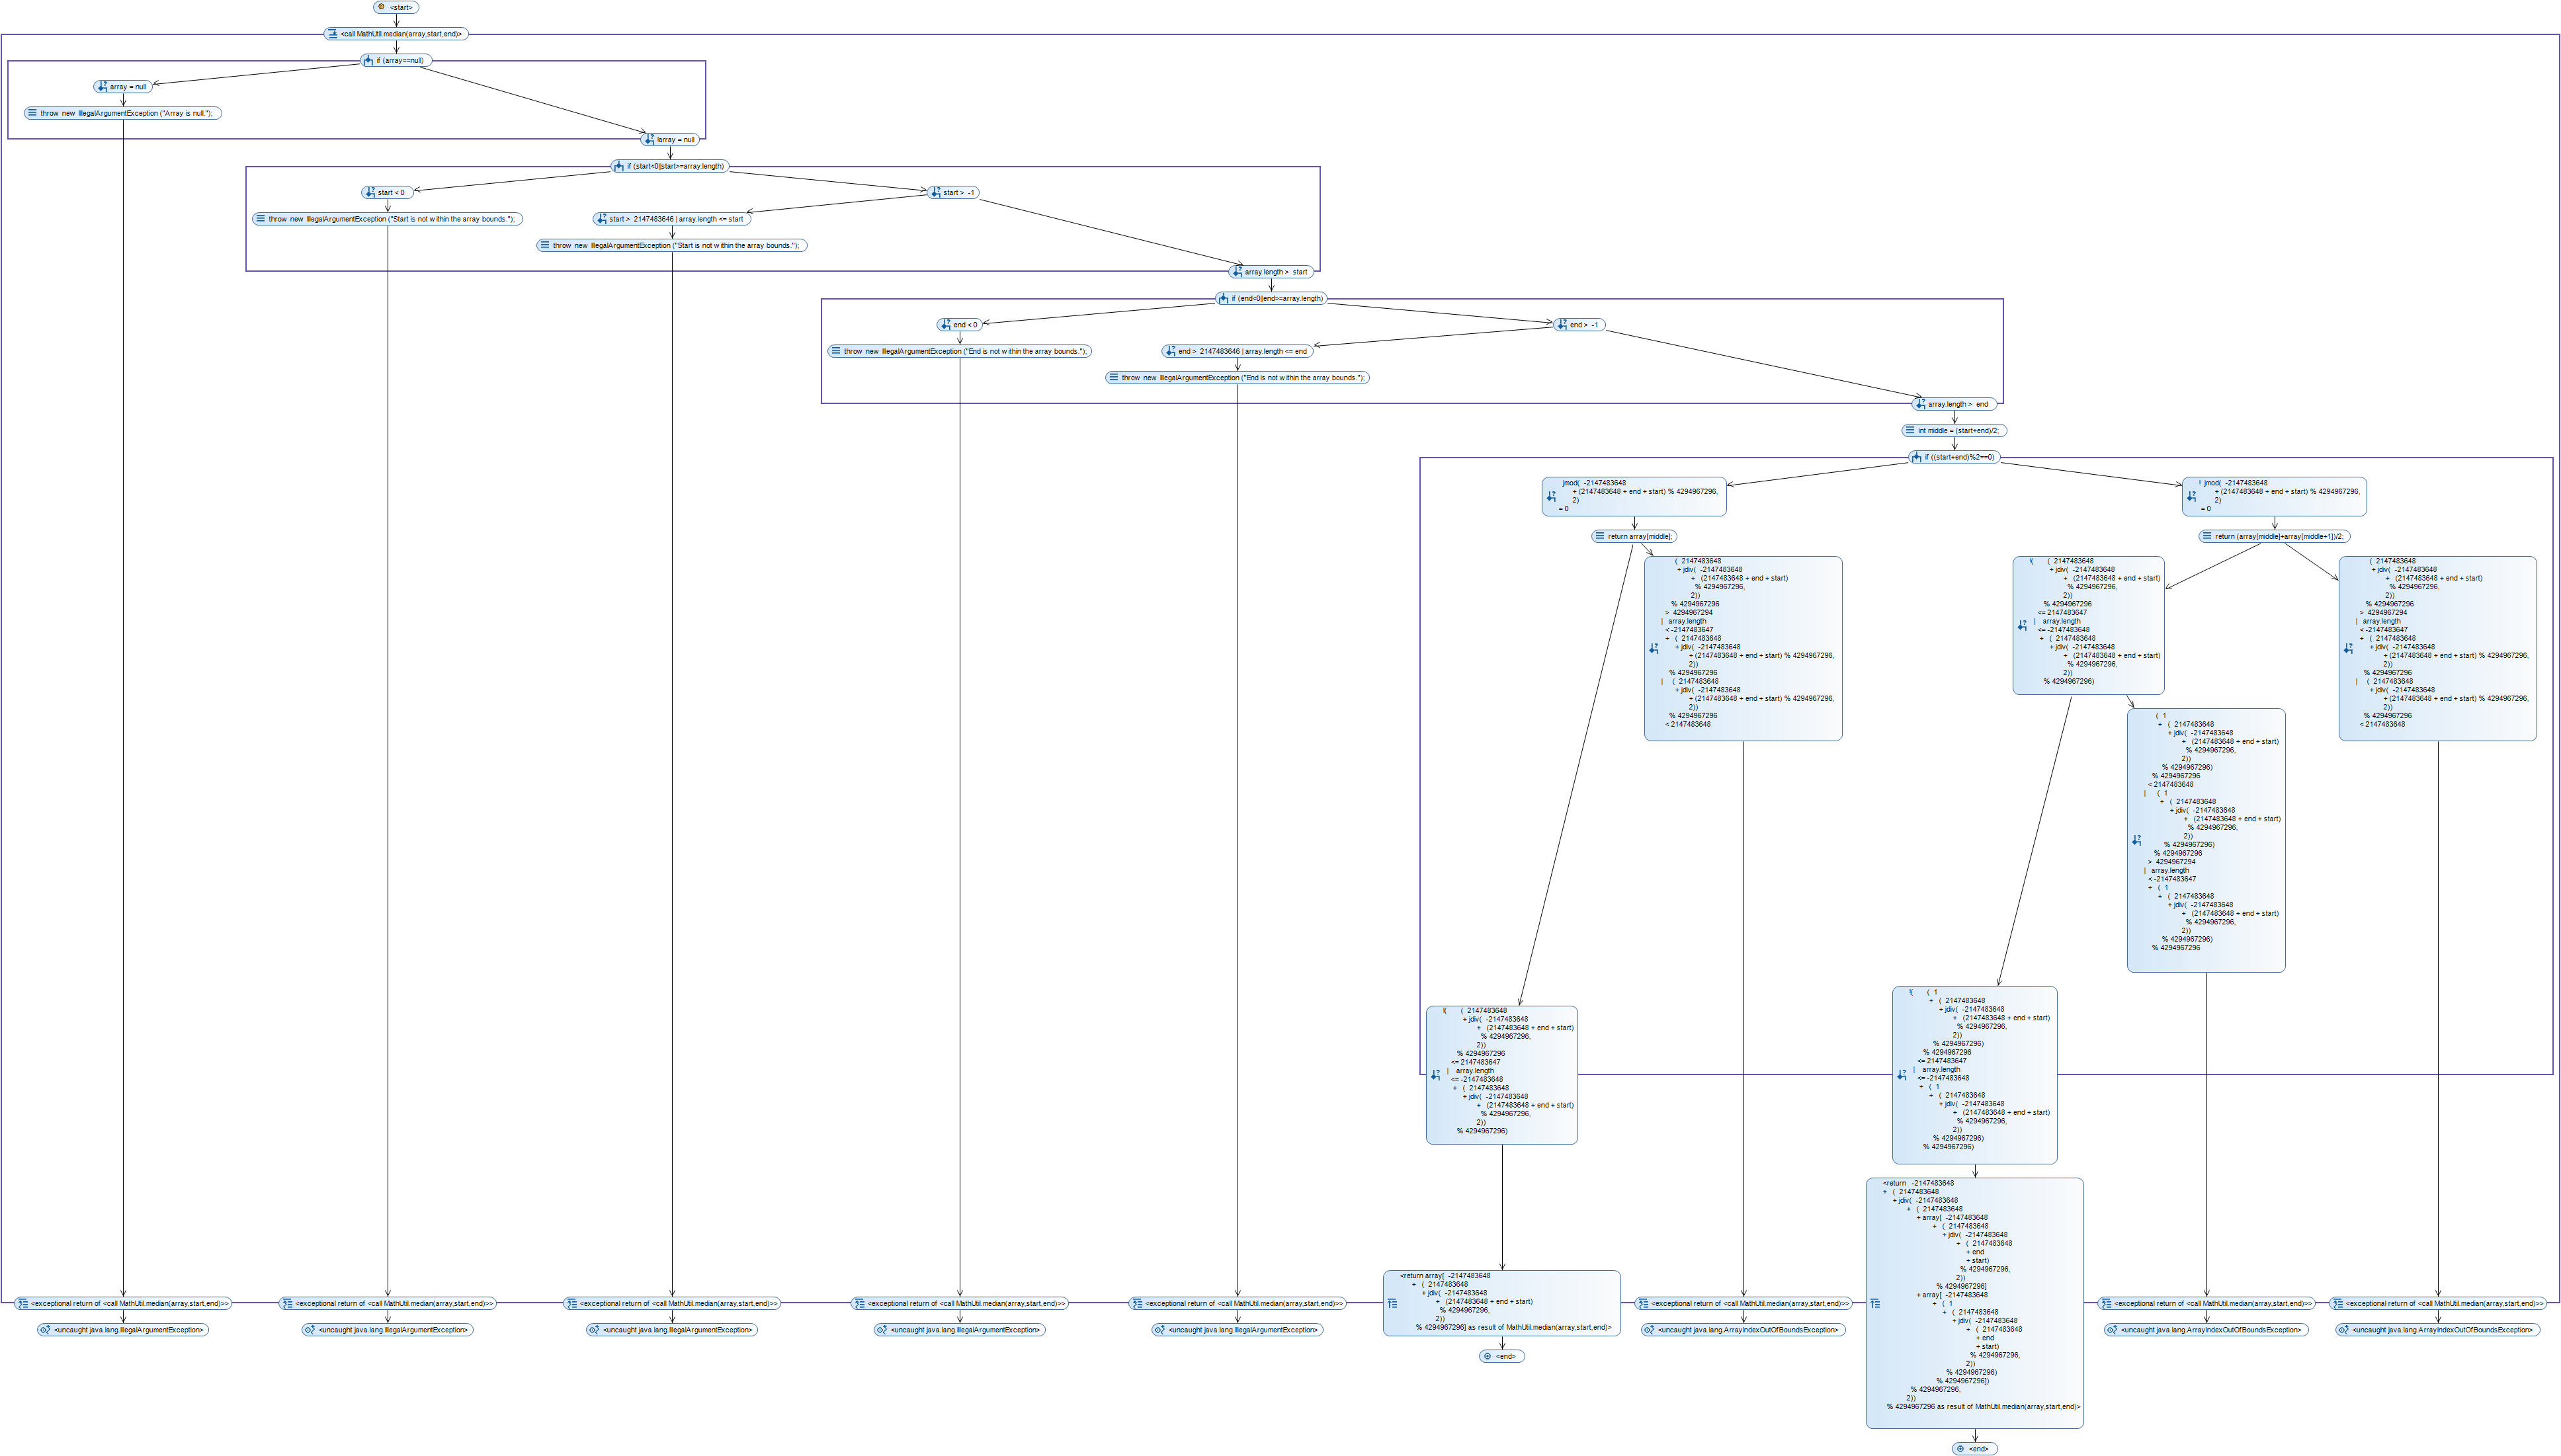 <start>
<call MathUtil.median(array,start,end)>
if (array==null)
array = null
throw new IllegalArgumentException ("Array is null.");
!array = null
if (start<0||start>=array.length)
start < 0
start > -1
throw new IllegalArgumentException ("Start is not within the array bounds.");
start > 2147483646 | array.length <= start
throw new IllegalArgumentException ("Start is not within the array bounds.");
array.length > start
if (end<0||end>=array.length)
end < 0
end > -1
throw new IllegalArgumentException ("End is not within the array bounds.");
end > 2147483646 | array.length <= end
throw new IllegalArgumentException ("End is not within the array bounds.");
array.length > end
int middle = (start+end)/2;
if ((start+end)%2==0)
jmod( -2147483648
+ (2147483648 + end + start) % 4294967296,
2)
= 0
! jmod( -2147483648
+ (2147483648 + end + start) % 4294967296,
2)
= 0
return array[middle];
return (array[middle]+array[middle+1])/2;
( 2147483648
+ jdiv( -2147483648
+ (2147483648 + end + start)
% 4294967296,
2))
% 4294967296
> 4294967294
| array.length
< -2147483647
+ ( 2147483648
+ jdiv( -2147483648
+ (2147483648 + end + start) % 4294967296,
2))
% 4294967296
| ( 2147483648
+ jdiv( -2147483648
+ (2147483648 + end + start) % 4294967296,
2))
% 4294967296
< 2147483648
!( ( 2147483648
+ jdiv( -2147483648
+ (2147483648 + end + start)
% 4294967296,
2))
% 4294967296
<= 2147483647
| array.length
<= -2147483648
+ ( 2147483648
+ jdiv( -2147483648
+ (2147483648 + end + start)
% 4294967296,
2))
% 4294967296)
( 2147483648
+ jdiv( -2147483648
+ (2147483648 + end + start)
% 4294967296,
2))
% 4294967296
> 4294967294
| array.length
< -2147483647
+ ( 2147483648
+ jdiv( -2147483648
+ (2147483648 + end + start) % 4294967296,
2))
% 4294967296
| ( 2147483648
+ jdiv( -2147483648
+ (2147483648 + end + start) % 4294967296,
2))
% 4294967296
< 2147483648
( 1
+ ( 2147483648
+ jdiv( -2147483648
+ (2147483648 + end + start)
% 4294967296,
2))
% 4294967296)
% 4294967296
< 2147483648
| ( 1
+ ( 2147483648
+ jdiv( -2147483648
+ (2147483648 + end + start)
% 4294967296,
2))
% 4294967296)
% 4294967296
> 4294967294
| array.length
< -2147483647
+ ( 1
+ ( 2147483648
+ jdiv( -2147483648
+ (2147483648 + end + start)
% 4294967296,
2))
% 4294967296)
% 4294967296
!( ( 2147483648
+ jdiv( -2147483648
+ (2147483648 + end + start)
% 4294967296,
2))
% 4294967296
<= 2147483647
| array.length
<= -2147483648
+ ( 2147483648
+ jdiv( -2147483648
+ (2147483648 + end + start)
% 4294967296,
2))
% 4294967296)
!( ( 1
+ ( 2147483648
+ jdiv( -2147483648
+ (2147483648 + end + start)
% 4294967296,
2))
% 4294967296)
% 4294967296
<= 2147483647
| array.length
<= -2147483648
+ ( 1
+ ( 2147483648
+ jdiv( -2147483648
+ (2147483648 + end + start)
% 4294967296,
2))
% 4294967296)
% 4294967296)
<exceptional return of <call MathUtil.median(array,start,end)>>
<exceptional return of <call MathUtil.median(array,start,end)>>
<exceptional return of <call MathUtil.median(array,start,end)>>
<exceptional return of <call MathUtil.median(array,start,end)>>
<exceptional return of <call MathUtil.median(array,start,end)>>
<return array[ -2147483648
+ ( 2147483648
+ jdiv( -2147483648
+ (2147483648 + end + start)
% 4294967296,
2))
% 4294967296] as result of MathUtil.median(array,start,end)>
<exceptional return of <call MathUtil.median(array,start,end)>>
<return -2147483648
+ ( 2147483648
+ jdiv( -2147483648
+ ( 2147483648
+ array[ -2147483648
+ ( 2147483648
+ jdiv( -2147483648
+ ( 2147483648
+ end
+ start)
% 4294967296,
2))
% 4294967296]
+ array[ -2147483648
+ ( 1
+ ( 2147483648
+ jdiv( -2147483648
+ ( 2147483648
+ end
+ start)
% 4294967296,
2))
% 4294967296)
% 4294967296])
% 4294967296,
2))
% 4294967296 as result of MathUtil.median(array,start,end)>
<exceptional return of <call MathUtil.median(array,start,end)>>
<exceptional return of <call MathUtil.median(array,start,end)>>
<uncaught java.lang.IllegalArgumentException>
<uncaught java.lang.IllegalArgumentException>
<uncaught java.lang.IllegalArgumentException>
<uncaught java.lang.IllegalArgumentException>
<uncaught java.lang.IllegalArgumentException>
<end>
<uncaught java.lang.ArrayIndexOutOfBoundsException>
<uncaught java.lang.ArrayIndexOutOfBoundsException>
<uncaught java.lang.ArrayIndexOutOfBoundsException>
<end>